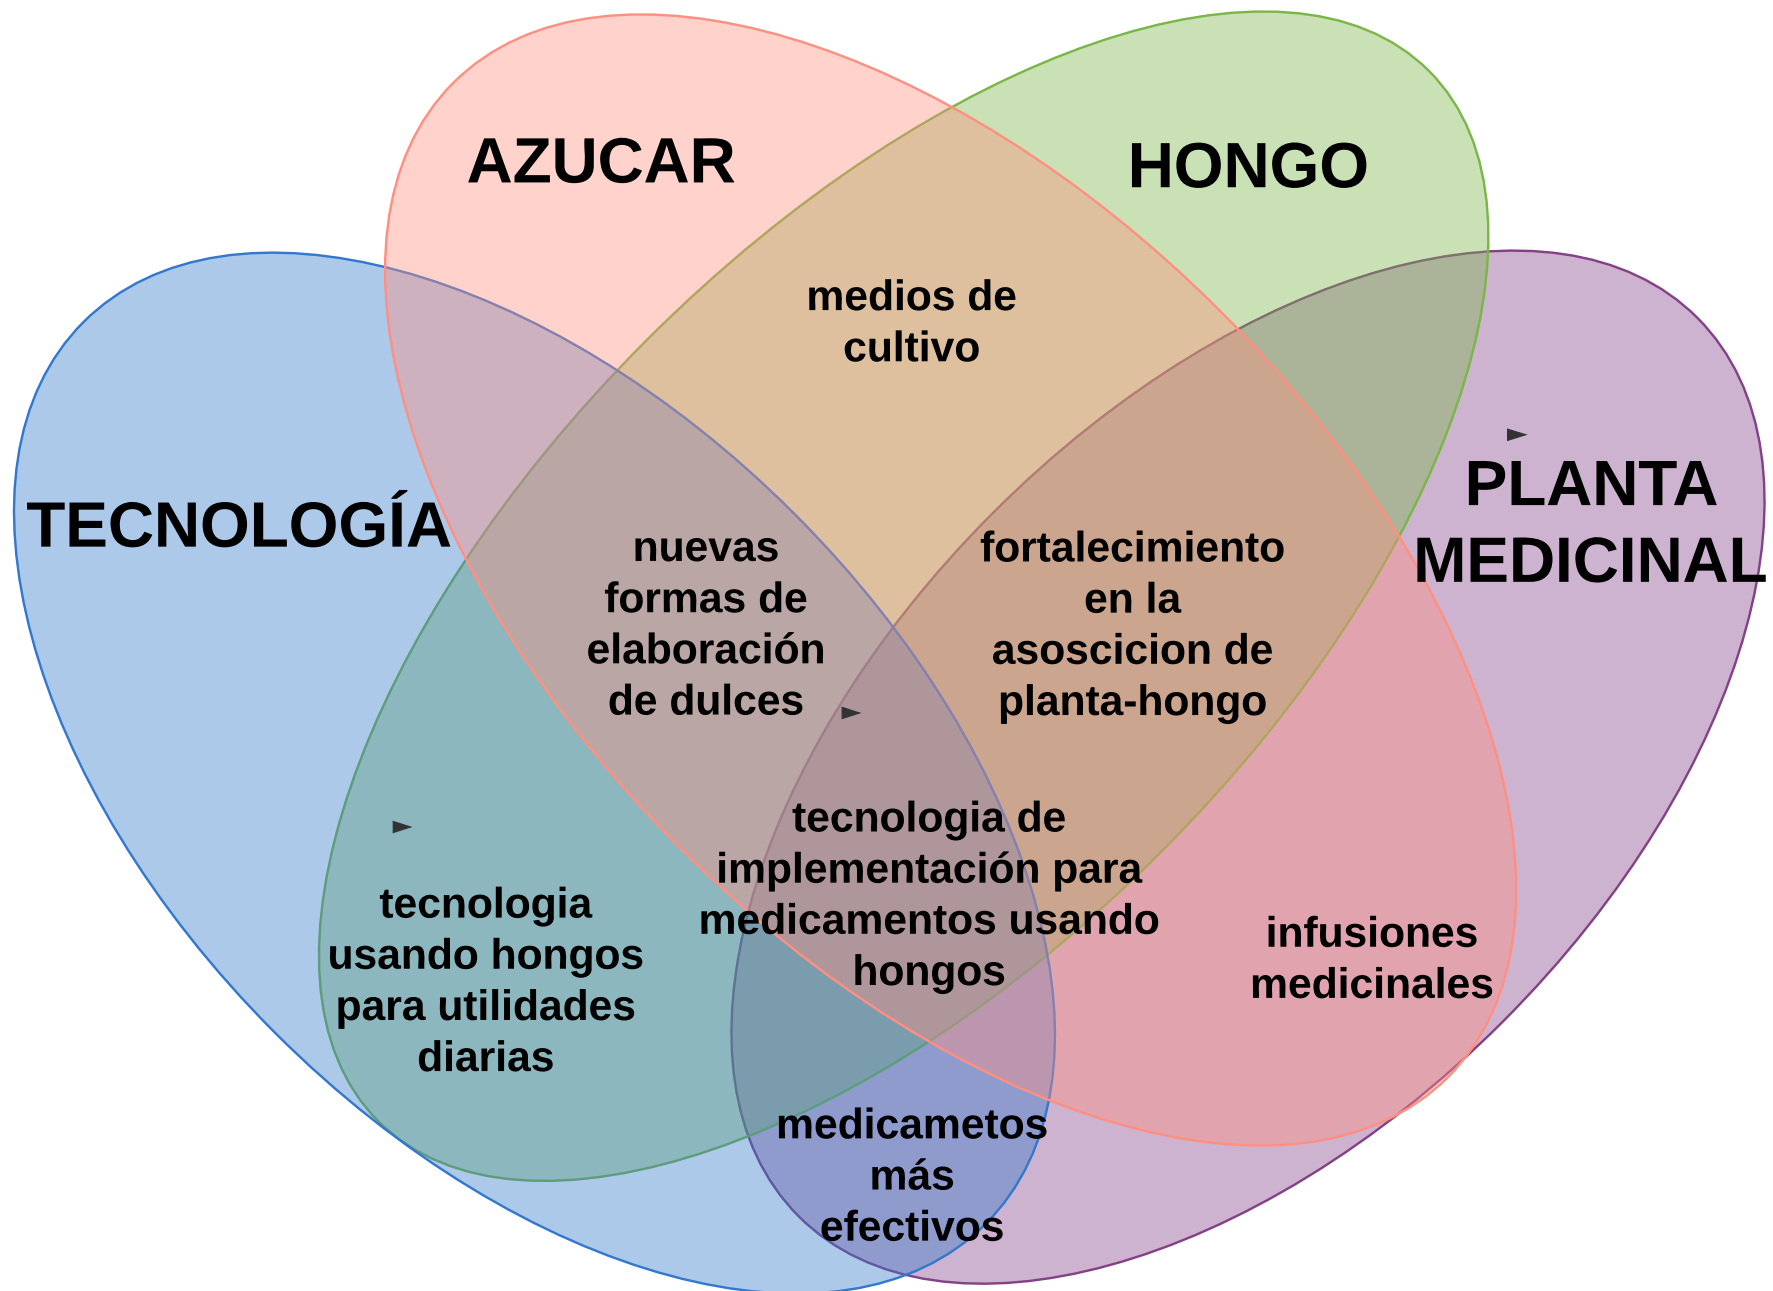 AZUCAR
HONGO
medios de
cultivo
TECNOLOGÍA
PLANTA
MEDICINAL
nuevas
formas de
elaboración
de dulces
fortalecimiento
en la
asoscicion de
planta-hongo
tecnologia de
implementación para
medicamentos usando
hongos
tecnologia
usando hongos
para utilidades
diarias
infusiones
medicinales
medicametos
más
efectivos